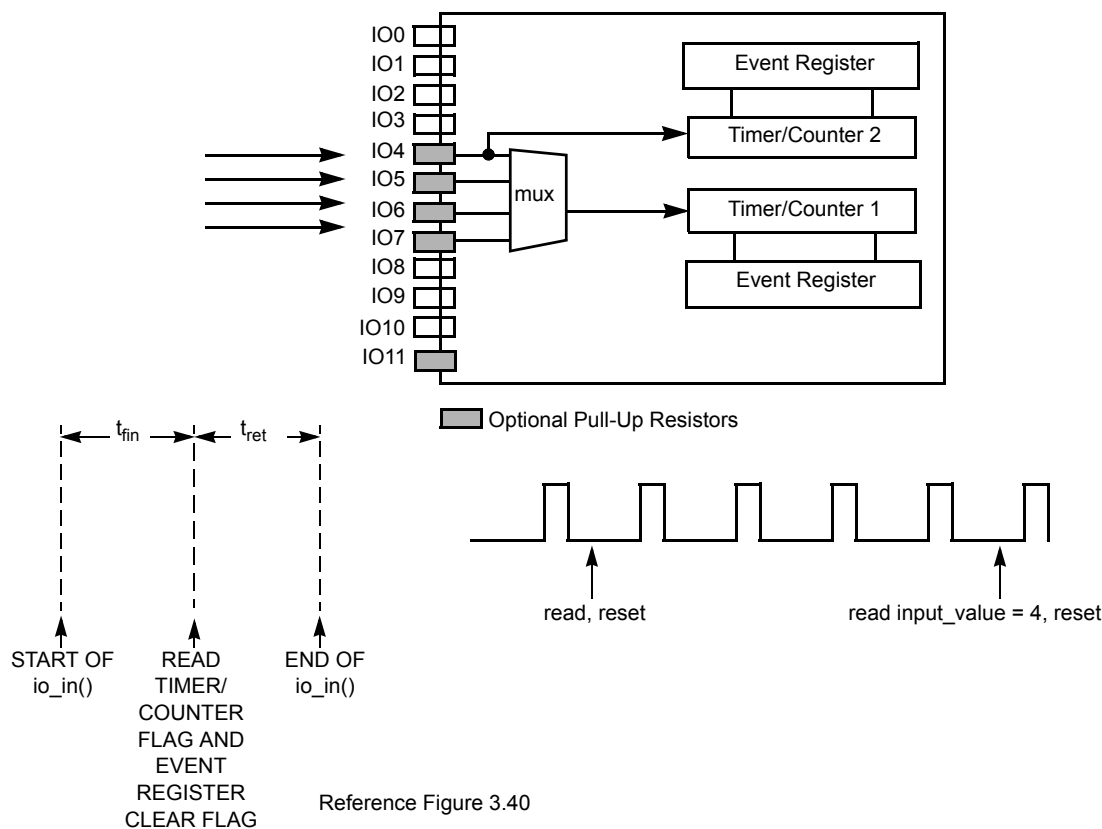 IO0
IO1
IO2
IO3
IO4
IO5
IO6
IO7
IO8
IO9
IO10
IO11
mux
Event Register
Timer/Counter 2
Timer/Counter 1
Event Register
Optional Pull-Up Resistors
tfin
tret
START OF
io_in()
READ
TIMER/
COUNTER
FLAG AND
EVENT
REGISTER
CLEAR FLAG
END OF
io_in()
read, reset
read input_value = 4, reset
Reference Figure 3.40